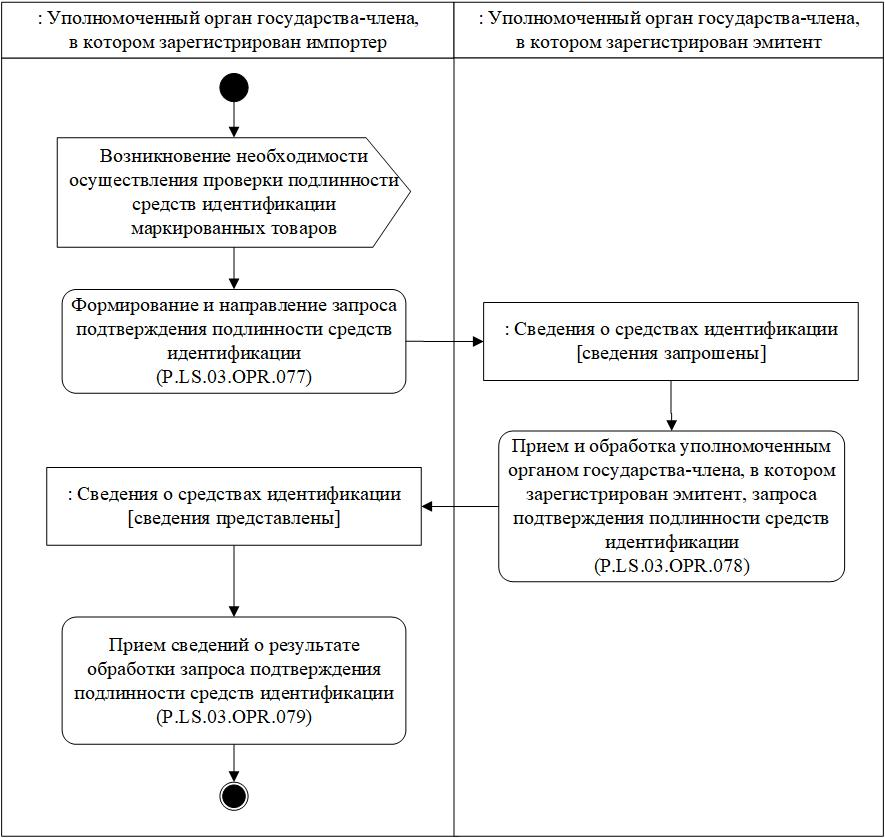 : Уполномоченный орган государства-члена,
в котором зарегистрирован импортер
: Уполномоченный орган государства-члена,
в котором зарегистрирован эмитент
Возникновение необходимости
осуществления проверки подлинности
средств идентификации
маркированных товаров
Формирование и направление запроса
подтверждения подлинности средств
идентификации
(P.LS.03.OPR.077)
: Сведения о средствах идентификации
[сведения запрошены]
Прием и обработка уполномоченным
органом государства-члена, в котором
зарегистрирован эмитент, запроса
подтверждения подлинности средств
идентификации
(P.LS.03.OPR.078)
: Сведения о средствах идентификации
[сведения представлены]
Прием сведений о результате
обработки запроса подтверждения
подлинности средств идентификации
(P.LS.03.OPR.079)